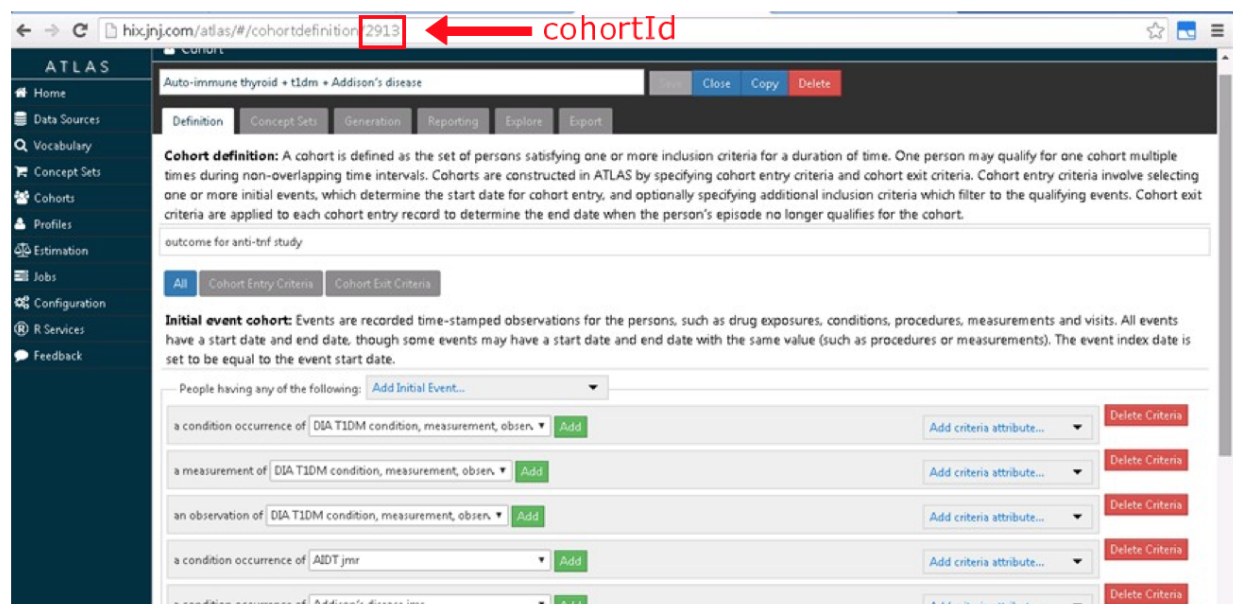 hix.jnj.com/atlas/#/cohortdefinition/2913
cohortId
ATLAS
Home
Data Sources
Vocabulary
Concept Sets
Cohorts
Profiles
Estimation
Jobs
Configuration
R Services
Feedback
Cohort
Auto-immune thyroid + t1dm + Addison's disease
Save Close Copy Delete
Definition Concept Sets Generation Reporting Explore Export
Cohort definition: A cohort is defined as the set of persons satisfying one or more inclusion criteria for a duration of time. One person may qualify for one cohort multiple
times during non-overlapping time intervals. Cohorts are constructed in ATLAS by specifying cohort entry criteria and cohort exit criteria. Cohort entry criteria involve selecting
one or more initial events, which determine the start date for cohort entry, and optionally specifying additional inclusion criteria which filter to the qualifying events. Cohort exit
criteria are applied to each cohort entry record to determine the end date when the person's episode no longer qualifies for the cohort.
outcome for anti-tnf study
All Cohort Entry Criteria Cohort Exit Criteria
Initial event cohort: Events are recorded time-stamped observations for the persons, such as drug exposures, conditions, procedures, measurements and visits. All events
have a start date and end date, though some events may have a start date and end date with the same value (such as procedures or measurements). The event index date is
set to be equal to the event start date.
People having any of the following: Add Initial Event...
a condition occurrence of DIA T1DM condition, measurement, obser Add Add criteria attribute... Delete Criteria
a measurement of DIA T1DM condition, measurement, obser Add Add criteria attribute... Delete Criteria
an observation of DIA T1DM condition, measurement, obser Add Add criteria attribute... Delete Criteria
a condition occurrence of AIDT jmr Add Add criteria attribute... Delete Criteria
a condition occurrence of Addison's disease jmr Add Add criteria attribute... Delete Criteria